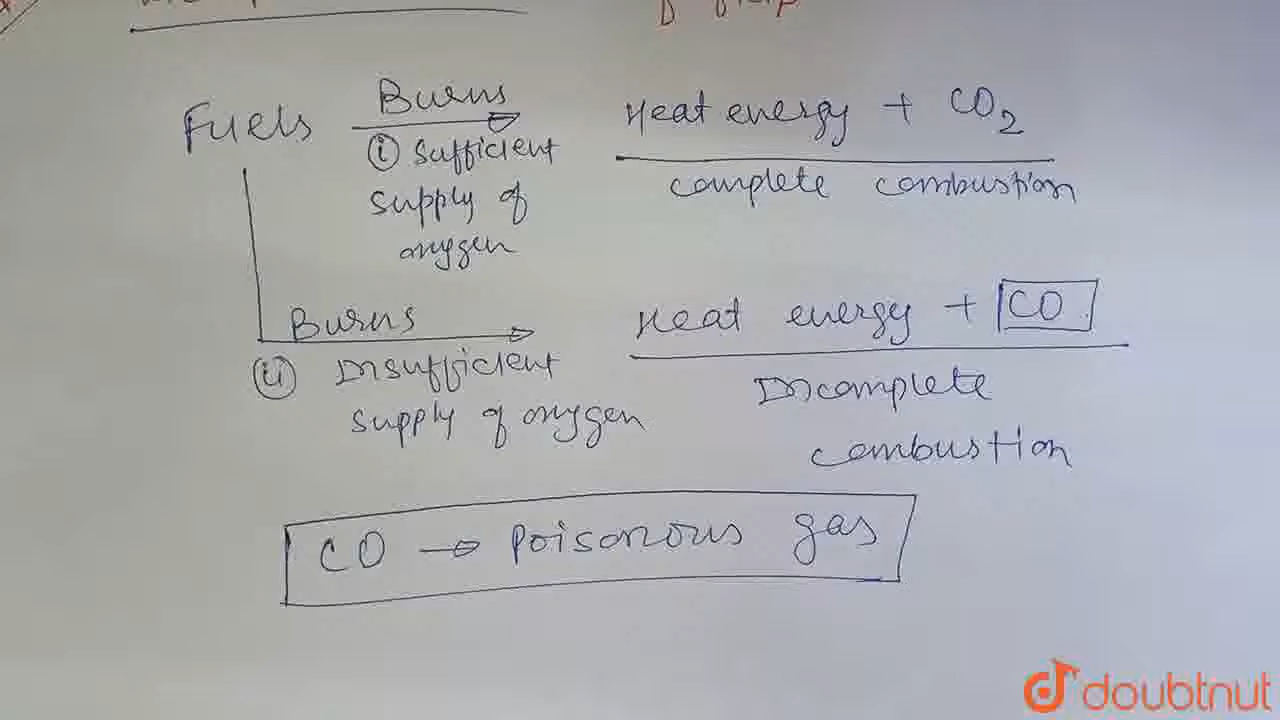 Fuels Burns Heat energy + CO2
(i) sufficient supply of oxygen
complete combustion
Burns Heat energy + CO
(ii) Insufficient supply of oxygen
Incomplete combustion
CO → Poisonous gas
doubtnut